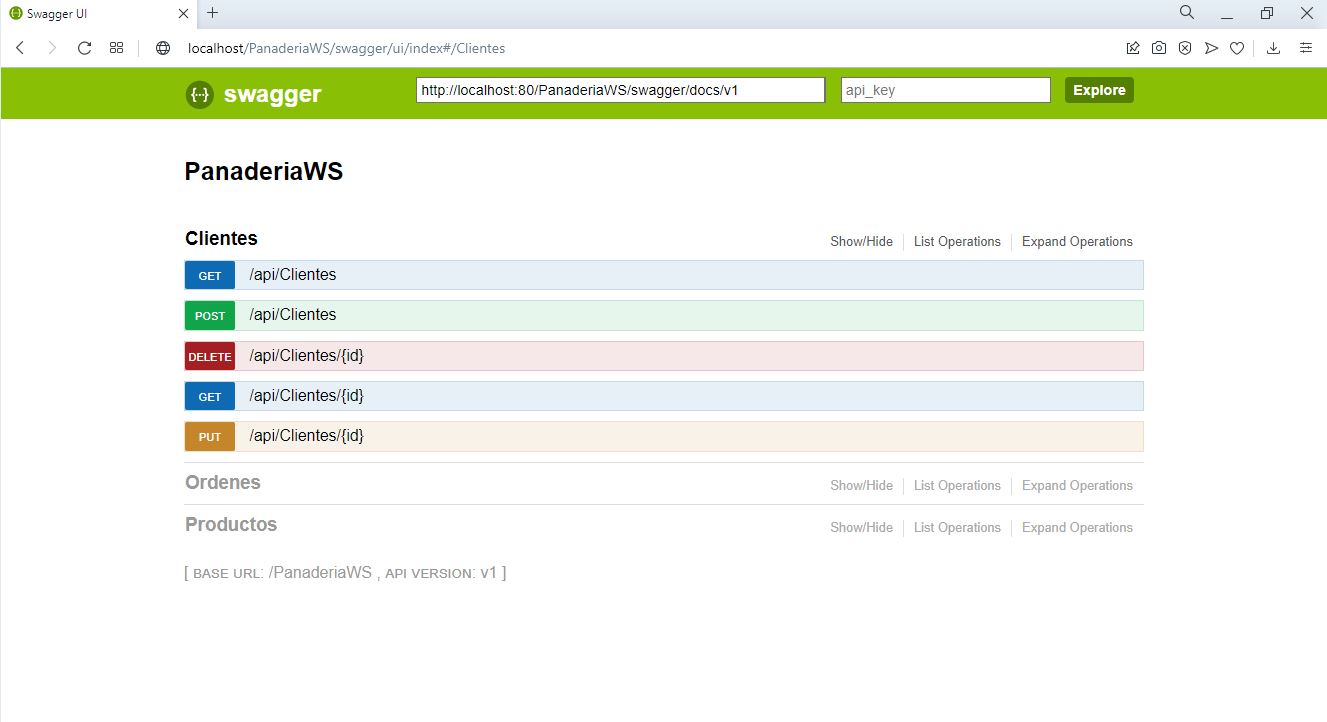 Swagger UI
localhost/PanaderiaWS/swagger/ui/index#/Clientes
{···} swagger http://localhost:80/PanaderiaWS/swagger/docs/v1 api_key Explore
PanaderiaWS
Clientes Show/Hide List Operations Expand Operations
GET /api/Clientes
POST /api/Clientes
DELETE /api/Clientes/{id}
GET /api/Clientes/{id}
PUT /api/Clientes/{id}
Ordenes Show/Hide List Operations Expand Operations
Productos Show/Hide List Operations Expand Operations
[ BASE URL: /PanaderiaWS , API VERSION: v1 ]